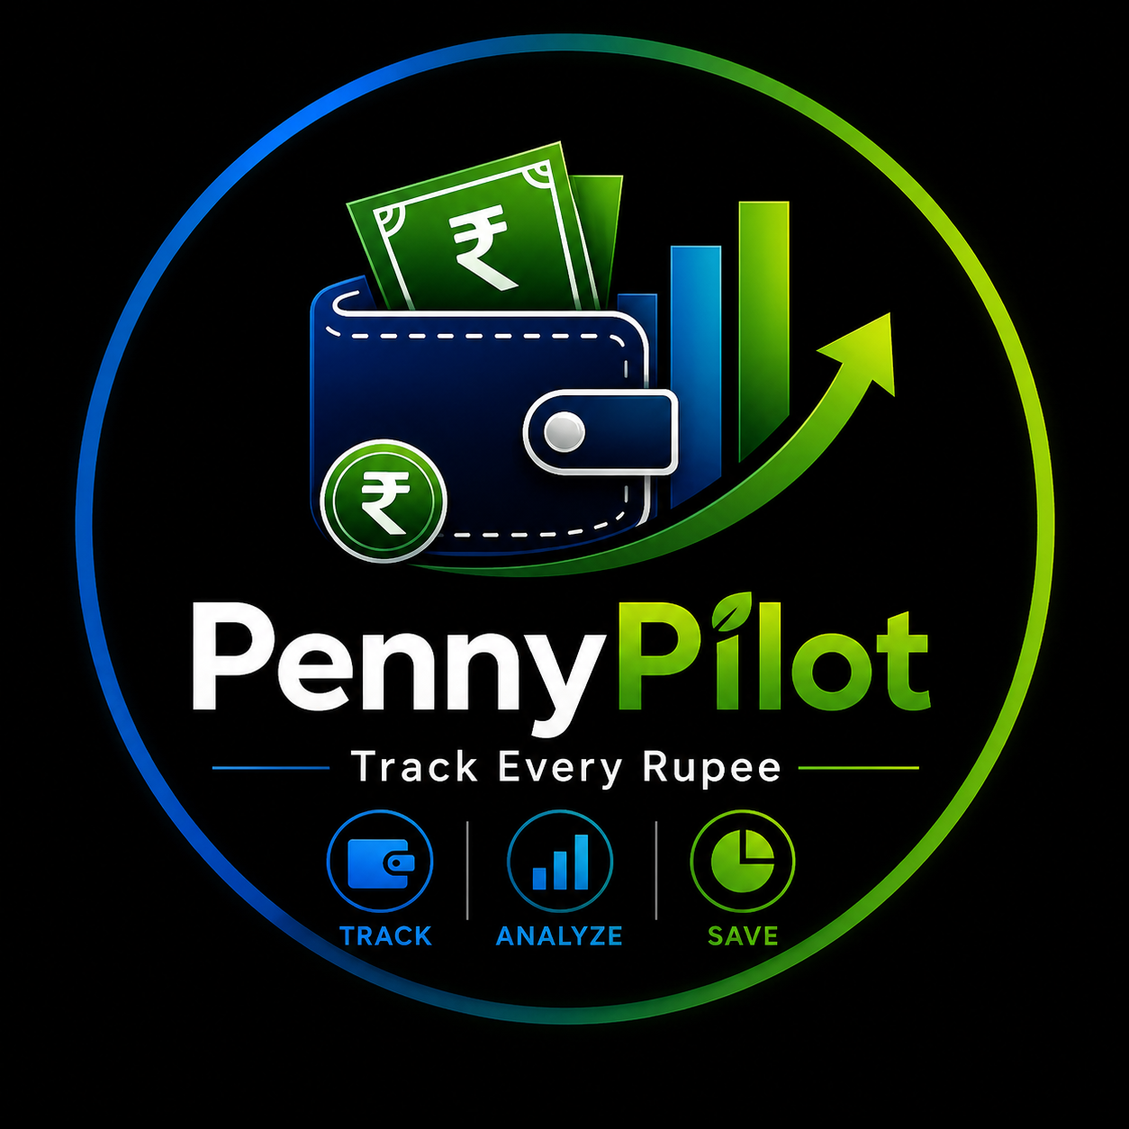 ₹
₹
PennyPilot
Track Every Rupee
TRACK ANALYZE SAVE